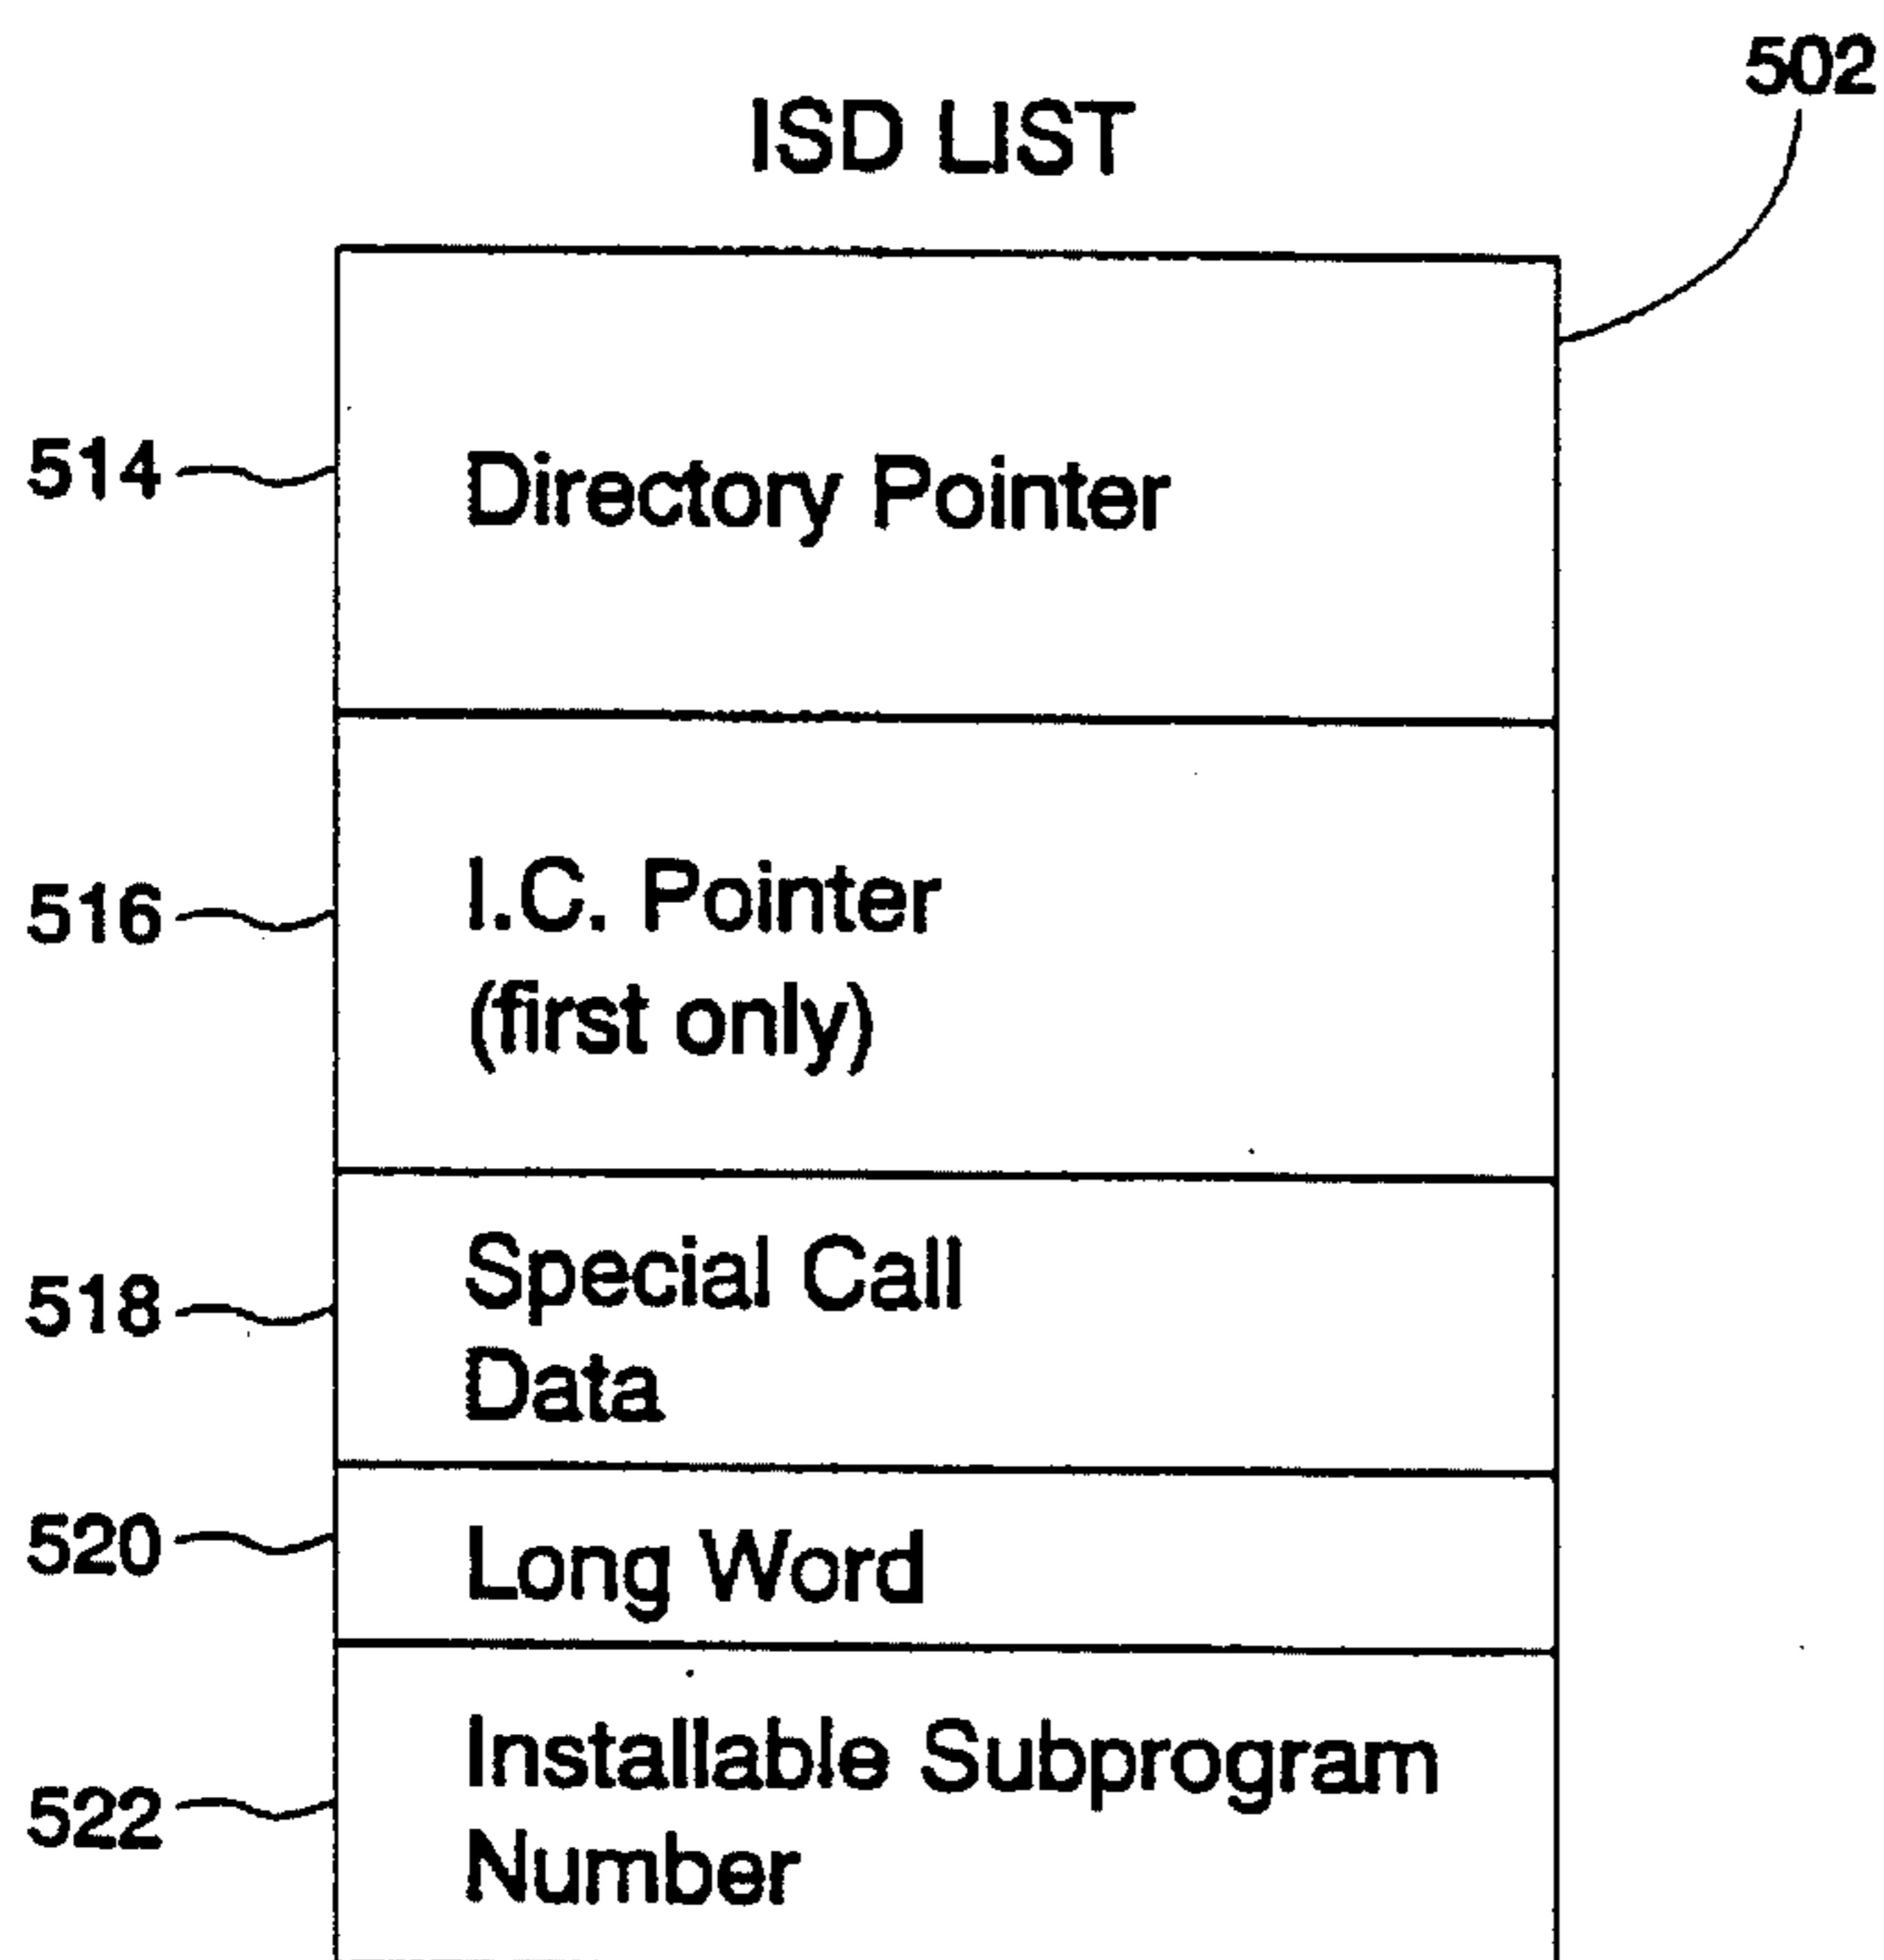 502
ISD LIST
514
Directory Pointer
516
I.C. Pointer
(first only)
518
Special Call
Data
520
Long Word
522
Installable Subprogram
Number